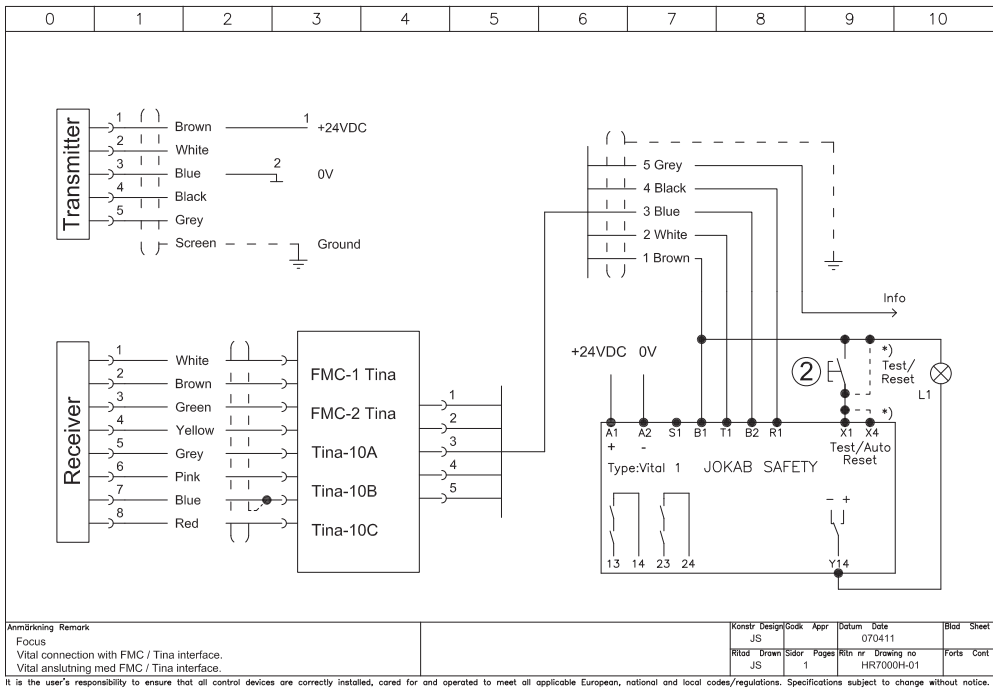 0 1 2 3 4 5 6 7 8 9 10
Transmitter
1 Brown 1 +24VDC
2 White
3 Blue 2 0V
4 Black
5 Grey
Screen Ground
5 Grey
4 Black
3 Blue
2 White
1 Brown
Info
Receiver
1 White
2 Brown
3 Green
4 Yellow
5 Grey
6 Pink
7 Blue
8 Red
FMC-1 Tina
FMC-2 Tina
Tina-10A
Tina-10B
Tina-10C
1
2
3
4
5
+24VDC 0V
2
*)
Test/
Reset
L1
*)
A1 A2 S1 B1 T1 B2 R1 X1 X4
+ -
Test/Auto
Reset
Type:Vital 1 JOKAB SAFETY
- +
13 14 23 24 Y14
Anmärkning Remark
Focus
Vital connection with FMC / Tina interface.
Vital anslutning med FMC / Tina interface.
Konstr Design Godk Appr Datum Date Blad Sheet
JS 070411
Ritad Drawn Sidor Pages Ritn nr Drawing no Forts Cont
JS 1 HR7000H-01
It is the user's responsibility to ensure that all control devices are correctly installed, cared for and operated to meet all applicable European, national and local codes/regulations. Specifications subject to change without notice.